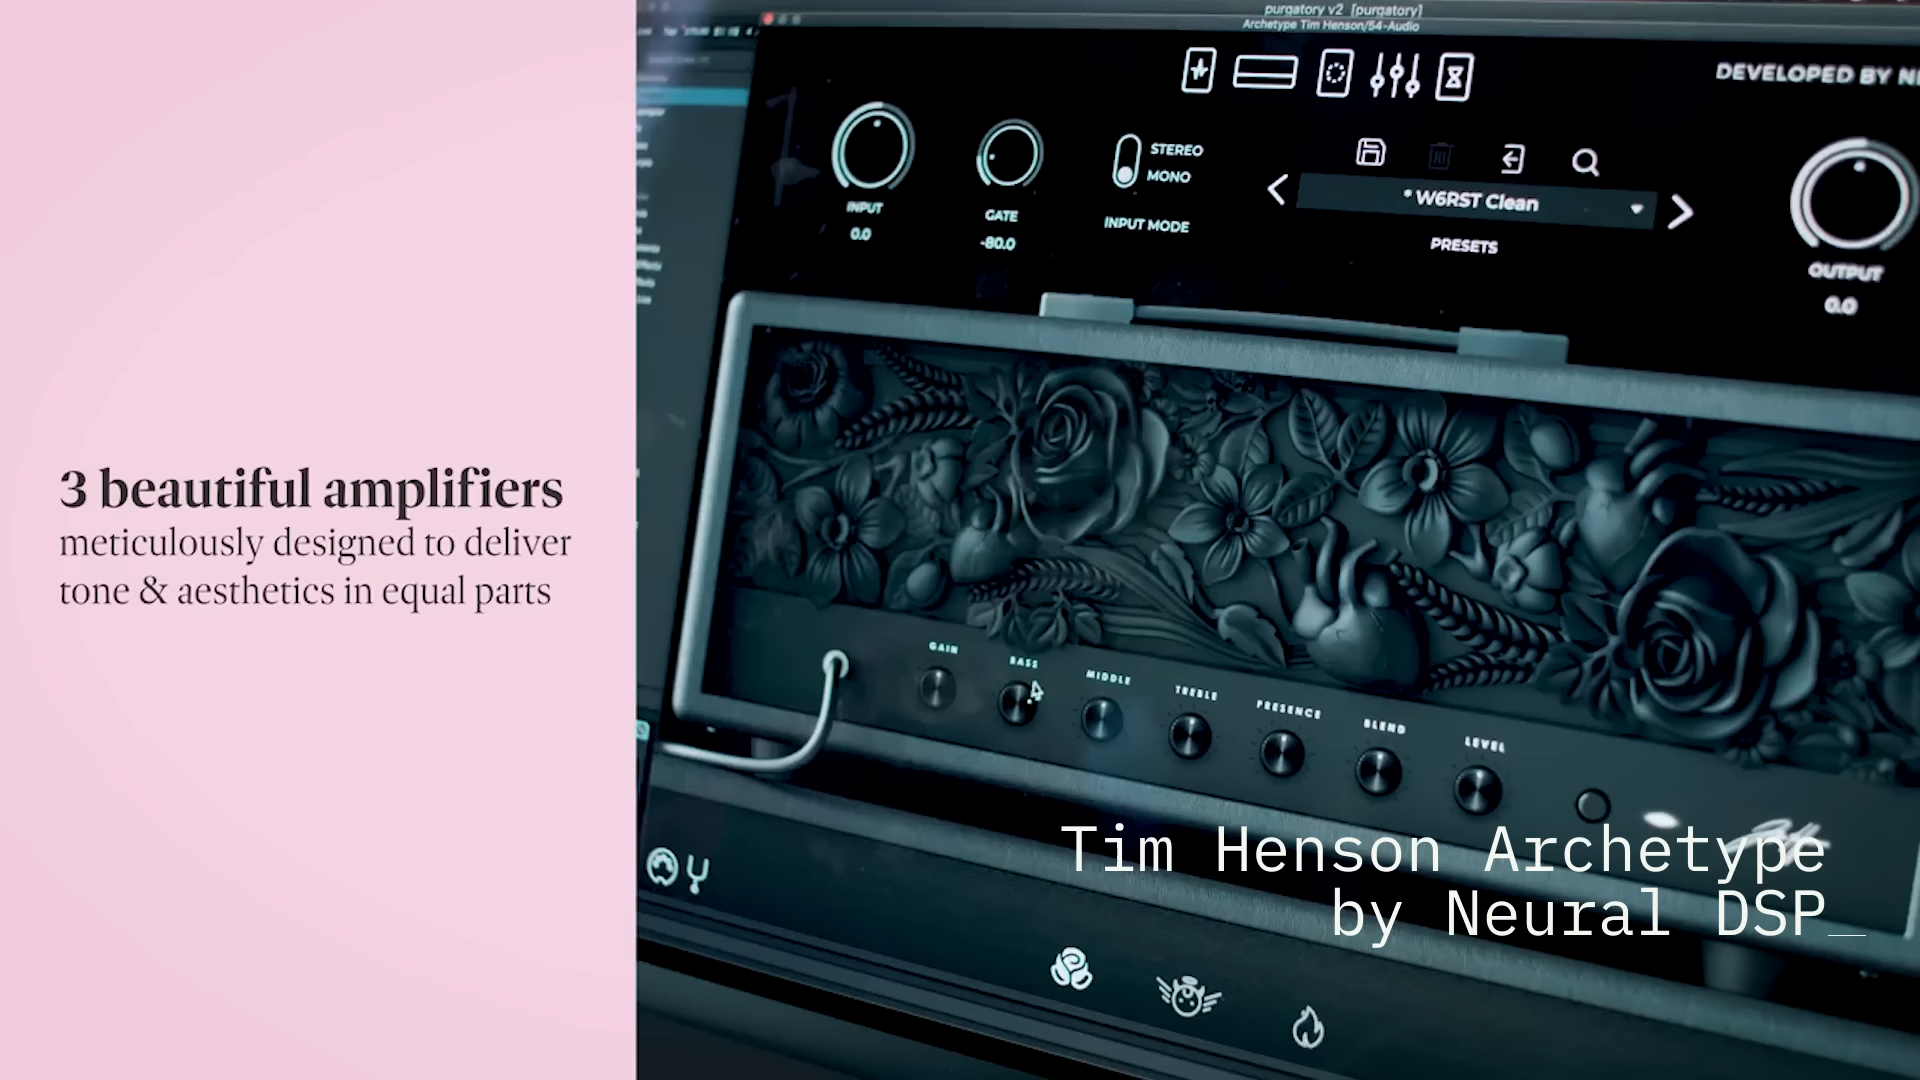 3 beautiful amplifiers
meticulously designed to deliver
tone & aesthetics in equal parts
purgatory v2 [purgatory]
Archetype Tim Henson/54-Audio
DEVELOPED BY
INPUT
0.0
GATE
-80.0
STEREO
MONO
INPUT MODE
* W6RST Clean
PRESETS
OUTPUT
0.0
GAIN
BASS
MIDDLE
TREBLE
PRESENCE
BLEND
LEVEL
Tim Henson Archetype
by Neural DSP_